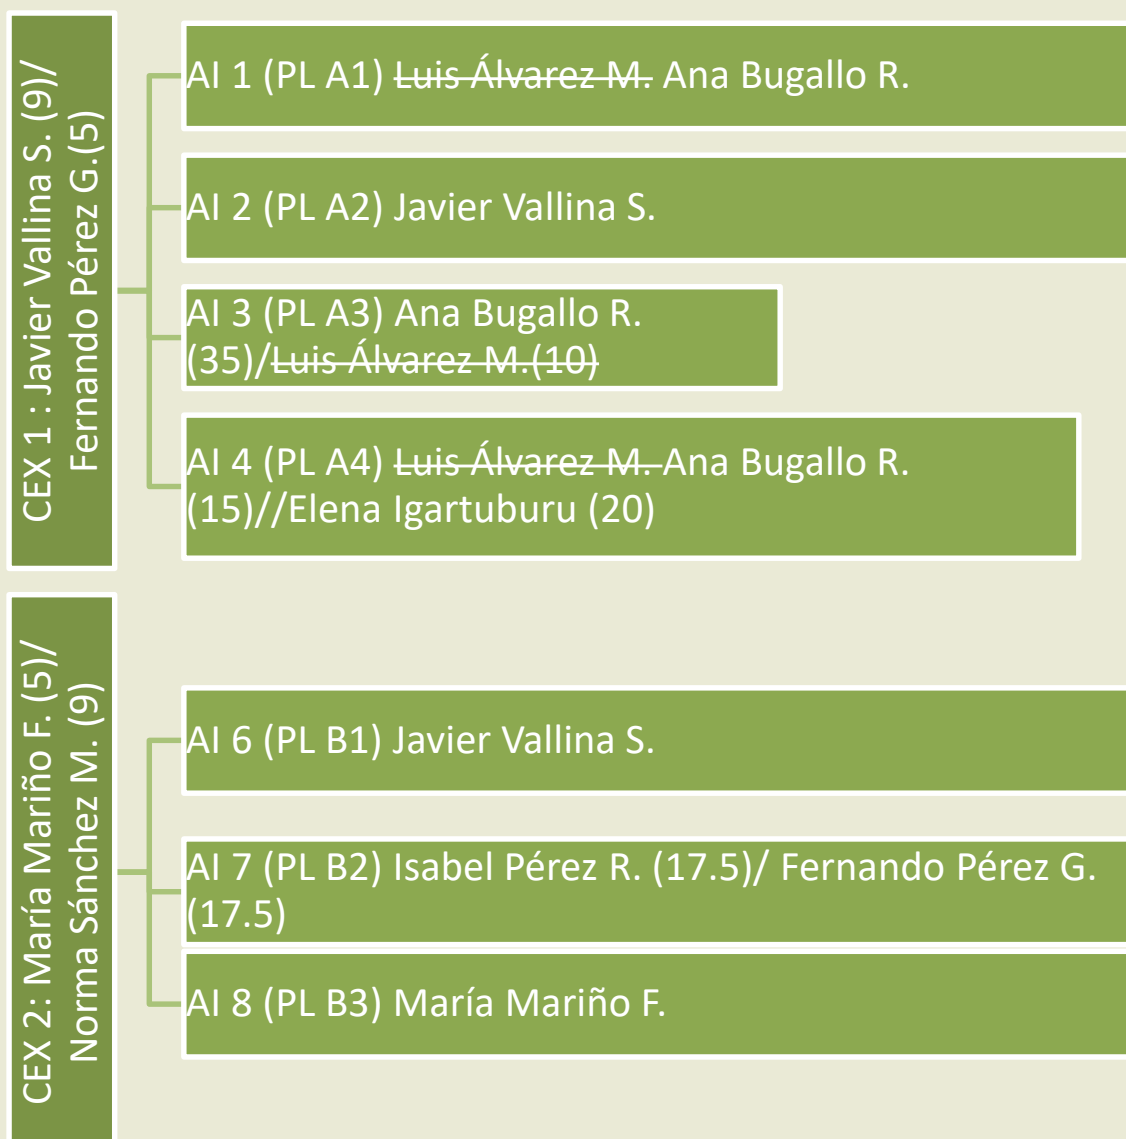 CEX 1 : Javier Vallina S. (9)/
Fernando Pérez G.(5)
AI 1 (PL A1) Luis Álvarez M. Ana Bugallo R.
AI 2 (PL A2) Javier Vallina S.
AI 3 (PL A3) Ana Bugallo R.
(35)/Luis Álvarez M.(10)
AI 4 (PL A4) Luis Álvarez M. Ana Bugallo R.
(15)//Elena Igartuburu (20)
CEX 2: María Mariño F. (5)/
Norma Sánchez M. (9)
AI 6 (PL B1) Javier Vallina S.
AI 7 (PL B2) Isabel Pérez R. (17.5)/ Fernando Pérez G.
(17.5)
AI 8 (PL B3) María Mariño F.